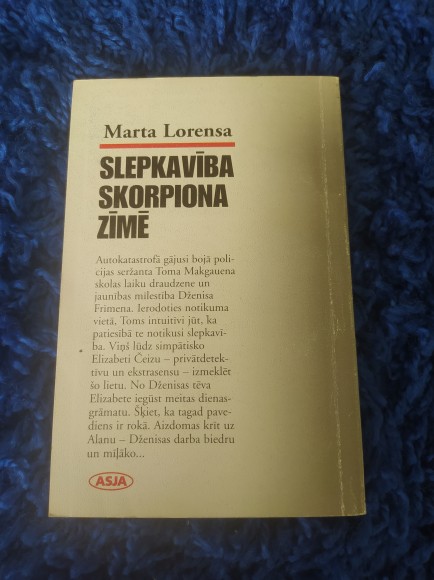 Marta Lorensa
SLEPKAVĪBA
SKORPIONA
ZĪMĒ
Autokatastrofā gājusi bojā poli-
cijas seržanta Toma Makgauena
skolas laiku draudzene un
jaunības mīlestība Dženisa
Frimena. Ierodoties notikuma
vietā, Toms intuitīvi jūt, ka
patiesībā te notikusi slepkavī-
ba. Viņš lūdz simpātisko
Elizabeti Čeizu – privātdetek-
tīvu un ekstrasensu – izmeklēt
šo lietu. No Dženisas tēva
Elizabete iegūst meitas dienas-
grāmatu. Šķiet, ka tagad pave-
diens ir rokā. Aizdomas krīt uz
Alanu – Dženisas darba biedru
un mīļāko...
ASJA